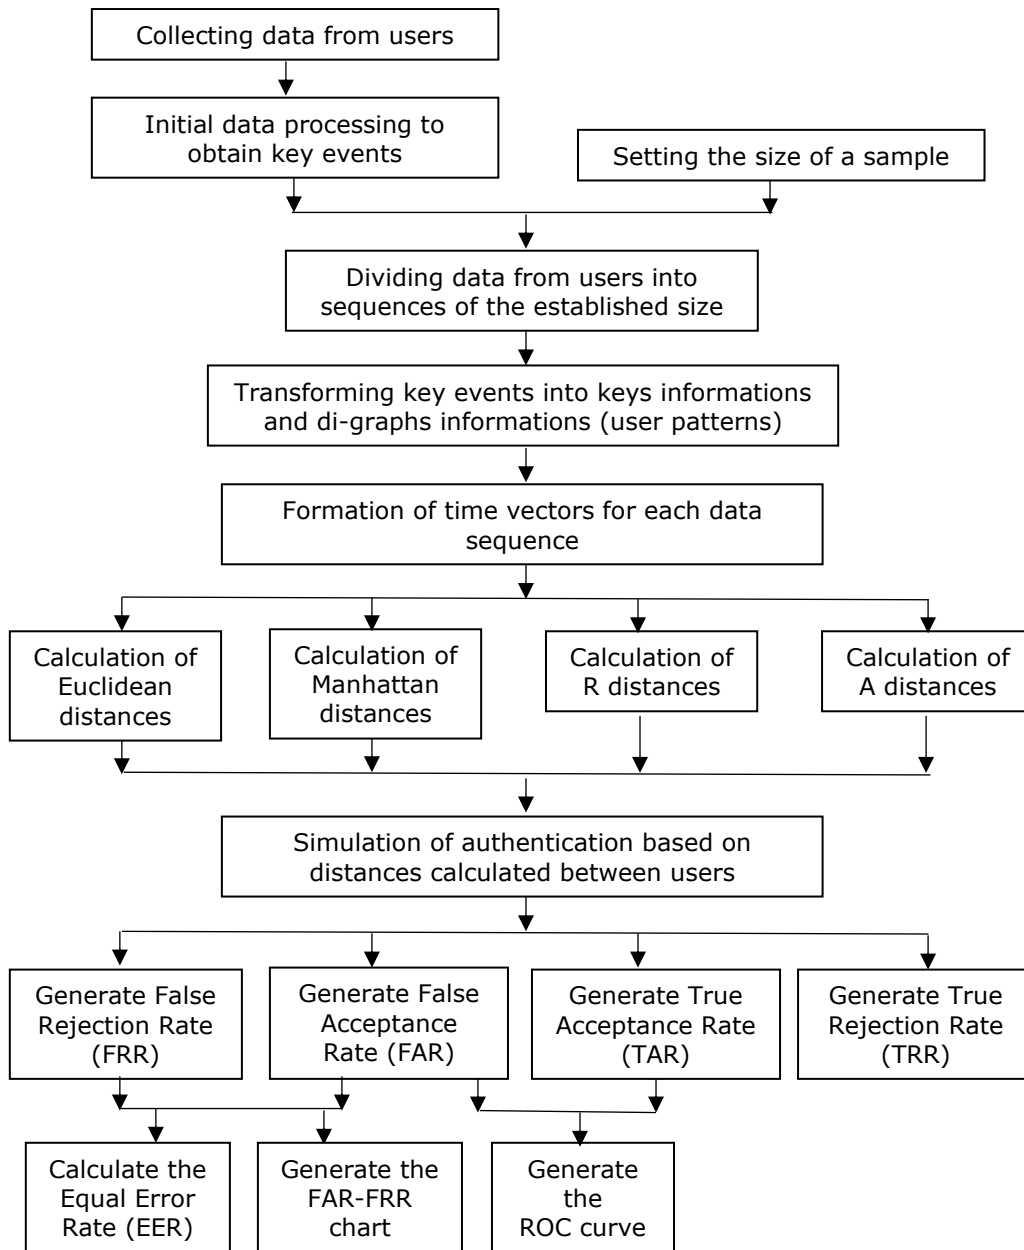 Collecting data from users
Initial data processing to
obtain key events
Setting the size of a sample
Dividing data from users into
sequences of the established size
Transforming key events into keys informations
and di-graphs informations (user patterns)
Formation of time vectors for each data
sequence
Calculation of
Euclidean
distances
Calculation of
Manhattan
distances
Calculation of
R distances
Calculation of
A distances
Simulation of authentication based on
distances calculated between users
Generate False
Rejection Rate
(FRR)
Generate False
Acceptance
Rate (FAR)
Generate True
Acceptance Rate
(TAR)
Generate True
Rejection Rate
(TRR)
Calculate the
Equal Error
Rate (EER)
Generate the
FAR-FRR
chart
Generate
the
ROC curve